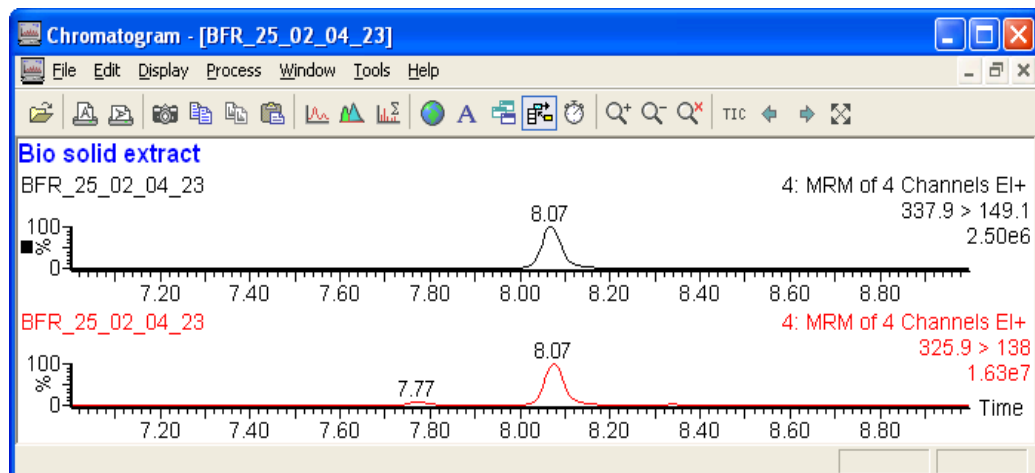 Chromatogram - [BFR_25_02_04_23]
File Edit Display Process Window Tools Help
A A TIC
Bio solid extract
BFR_25_02_04_23 4: MRM of 4 Channels EI+
337.9 > 149.1
2.50e6
8.07
100
%
0
7.20 7.40 7.60 7.80 8.00 8.20 8.40 8.60 8.80
BFR_25_02_04_23 4: MRM of 4 Channels EI+
325.9 > 138
1.63e7
8.07
7.77
100
%
0
Time
7.20 7.40 7.60 7.80 8.00 8.20 8.40 8.60 8.80